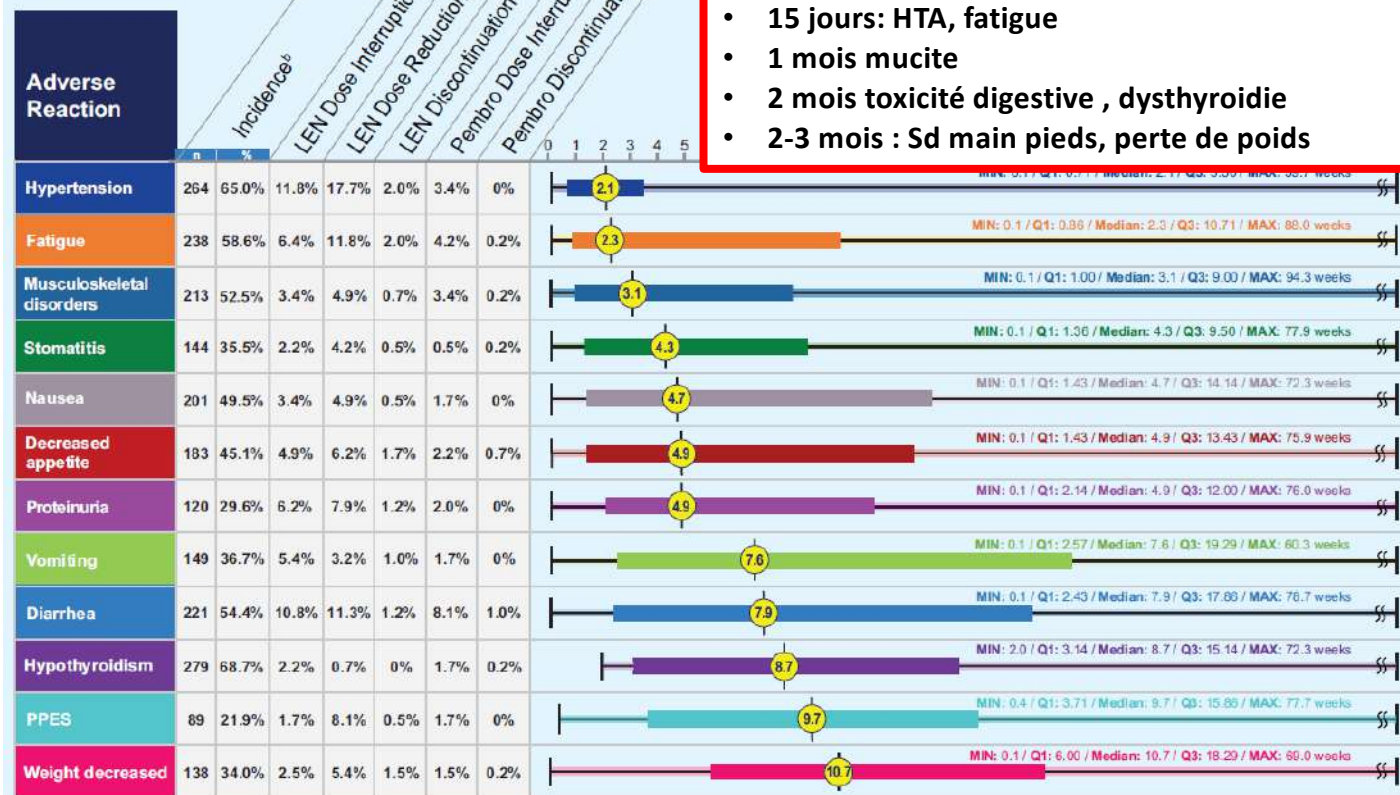 • 15 jours: HTA, fatigue
• 1 mois mucite
• 2 mois toxicité digestive , dysthyroidie
• 2-3 mois : Sd main pieds, perte de poids
Adverse
Reaction
Incidenceᵇ
LEN Dose
LEN Dose Reduction
LEN Discontinuation
Pembro Dose
Pembro
n %
0 1 2 3 4 5
Hypertension 264 65.0% 11.8% 17.7% 2.0% 3.4% 0% 2.1
Fatigue 238 58.6% 6.4% 11.8% 2.0% 4.2% 0.2% 2.3 MIN: 0.1 / Q1: 0.86 / Median: 2.3 / Q3: 10.71 / MAX: 88.0 weeks
Musculoskeletal
disorders 213 52.5% 3.4% 4.9% 0.7% 3.4% 0.2% 3.1 MIN: 0.1 / Q1: 1.00 / Median: 3.1 / Q3: 9.00 / MAX: 94.3 weeks
Stomatitis 144 35.5% 2.2% 4.2% 0.5% 0.5% 0.2% 4.3 MIN: 0.1 / Q1: 1.36 / Median: 4.3 / Q3: 9.50 / MAX: 77.9 weeks
Nausea 201 49.5% 3.4% 4.9% 0.5% 1.7% 0% 4.7 MIN: 0.1 / Q1: 1.43 / Median: 4.7 / Q3: 14.14 / MAX: 72.3 weeks
Decreased
appetite 183 45.1% 4.9% 6.2% 1.7% 2.2% 0.7% 4.9 MIN: 0.1 / Q1: 1.43 / Median: 4.9 / Q3: 13.43 / MAX: 75.9 weeks
Proteinuria 120 29.6% 6.2% 7.9% 1.2% 2.0% 0% 4.9 MIN: 0.1 / Q1: 2.14 / Median: 4.9 / Q3: 12.00 / MAX: 76.0 weeks
Vomiting 149 36.7% 5.4% 3.2% 1.0% 1.7% 0% 7.6 MIN: 0.1 / Q1: 2.57 / Median: 7.6 / Q3: 19.29 / MAX: 60.3 weeks
Diarrhea 221 54.4% 10.8% 11.3% 1.2% 8.1% 1.0% 7.9 MIN: 0.1 / Q1: 2.43 / Median: 7.9 / Q3: 17.86 / MAX: 78.7 weeks
Hypothyroidism 279 68.7% 2.2% 0.7% 0% 1.7% 0.2% 8.7 MIN: 2.0 / Q1: 3.14 / Median: 8.7 / Q3: 15.14 / MAX: 72.3 weeks
PPES 89 21.9% 1.7% 8.1% 0.5% 1.7% 0% 9.7 MIN: 0.4 / Q1: 3.71 / Median: 9.7 / Q3: 15.86 / MAX: 77.7 weeks
Weight decreased 138 34.0% 2.5% 5.4% 1.5% 1.5% 0.2% 10.7 MIN: 0.1 / Q1: 6.00 / Median: 10.7 / Q3: 18.29 / MAX: 69.0 weeks